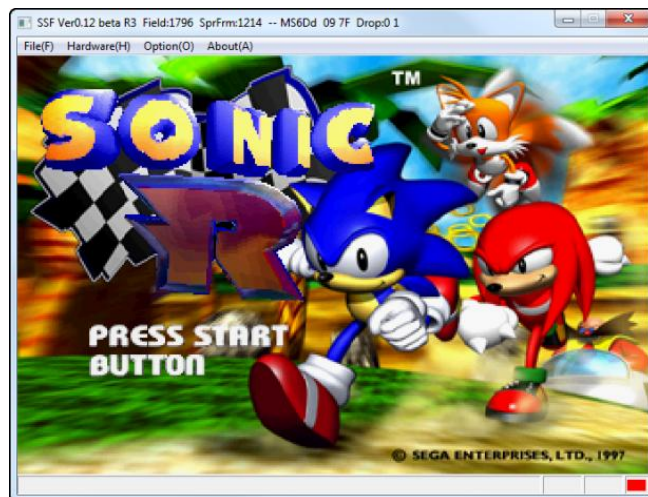 SSF Ver0.12 beta R3 Field:1796 SprFrm:1214 -- MS6Dd 09 7F Drop:0 1
File(F) Hardware(H) Option(O) About(A)
SONIC
R
TM
PRESS START
BUTTON
© SEGA ENTERPRISES, LTD., 1997